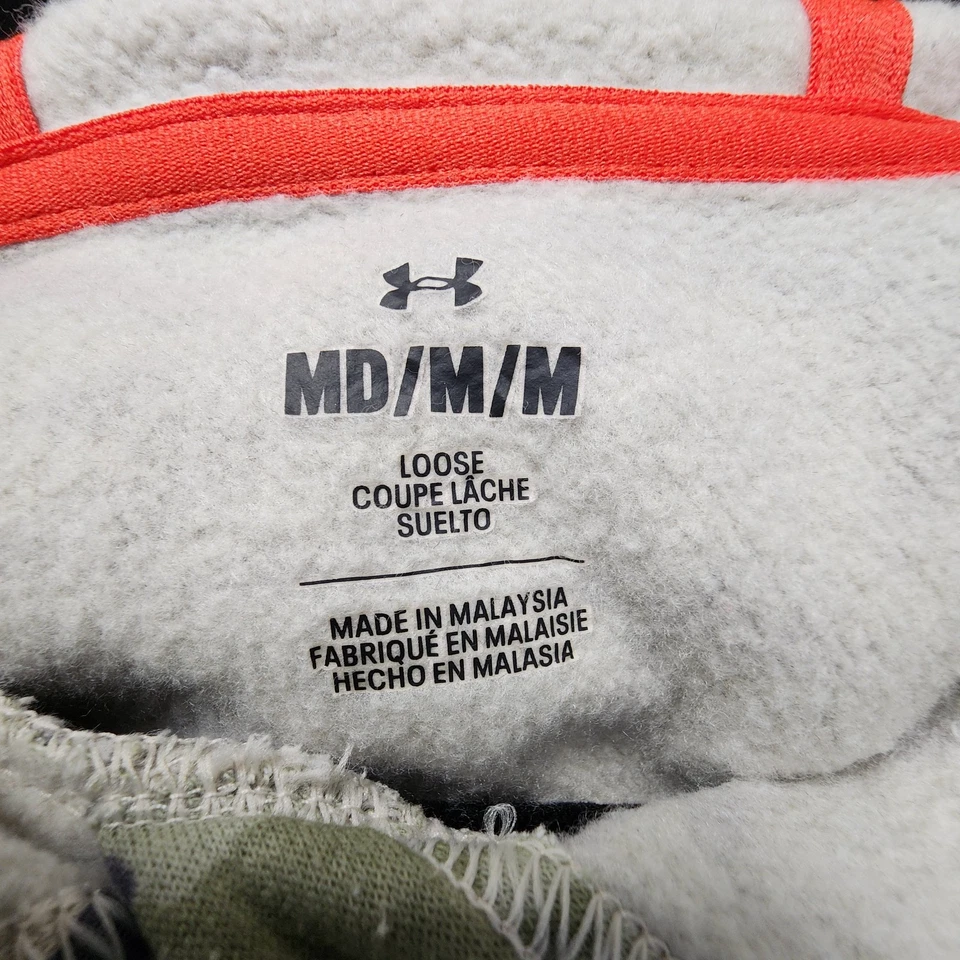 MD/M/M
LOOSE
COUPE LÂCHE
SUELTO
MADE IN MALAYSIA
FABRIQUÉ EN MALAISIE
HECHO EN MALASIA